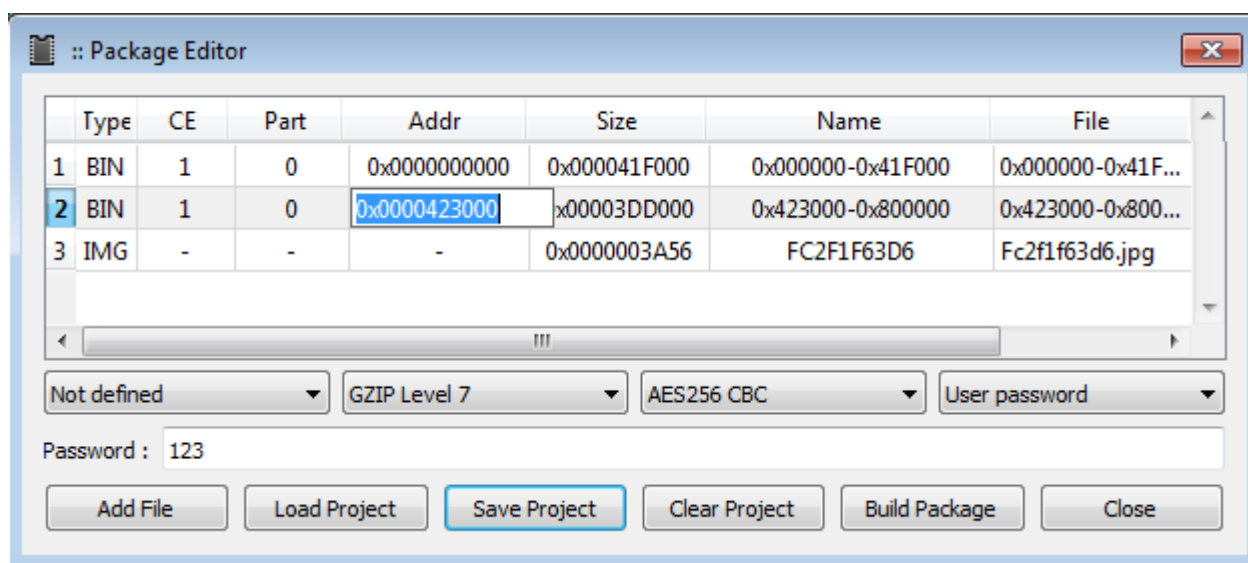 :: Package Editor
Type CE Part Addr Size Name File
1 BIN 1 0 0x0000000000 0x000041F000 0x000000-0x41F000 0x000000-0x41F...
2 BIN 1 0 0x0000423000 x00003DD000 0x423000-0x800000 0x423000-0x800...
3 IMG - - - 0x0000003A56 FC2F1F63D6 Fc2f1f63d6.jpg
Not defined GZIP Level 7 AES256 CBC User password
Password : 123
Add File Load Project Save Project Clear Project Build Package Close